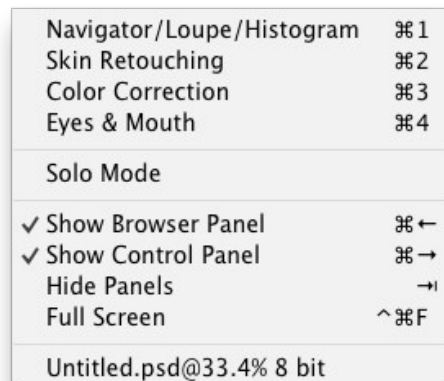 Navigator/Loupe/Histogram ⌘1
Skin Retouching ⌘2
Color Correction ⌘3
Eyes & Mouth ⌘4
Solo Mode
✓ Show Browser Panel ⌘←
✓ Show Control Panel ⌘→
Hide Panels ⇥
Full Screen ^⌘F
Untitled.psd@33.4% 8 bit